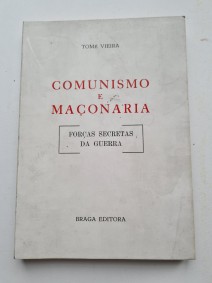 TOMÉ VIEIRA
COMUNISMO
E
MAÇONARIA
FORÇAS SECRETAS
DA GUERRA
BRAGA EDITORA